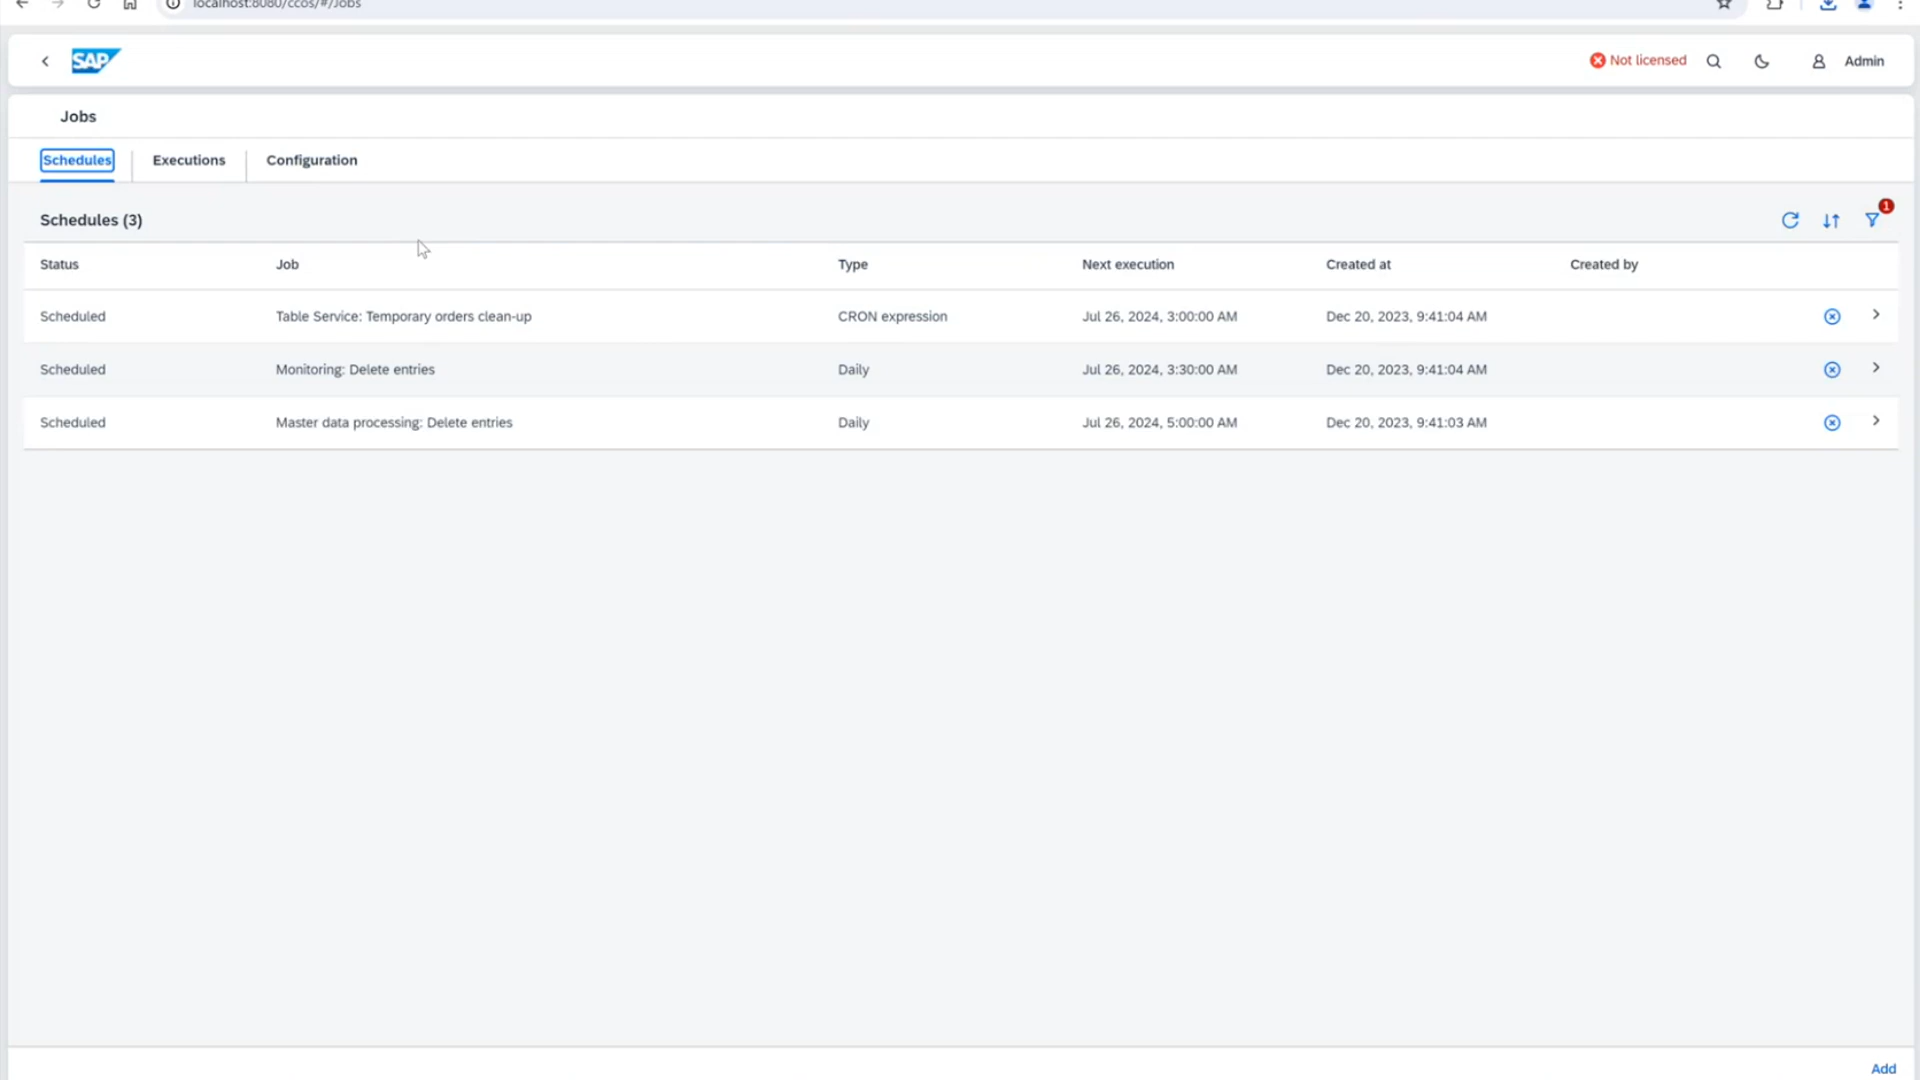 localhost:8080/ccos/#/Jobs
SAP
Not licensed
Admin
Jobs
Schedules Executions Configuration
Schedules (3)
1
Status Job Type Next execution Created at Created by
Scheduled Table Service: Temporary orders clean-up CRON expression Jul 26, 2024, 3:00:00 AM Dec 20, 2023, 9:41:04 AM
Scheduled Monitoring: Delete entries Daily Jul 26, 2024, 3:30:00 AM Dec 20, 2023, 9:41:04 AM
Scheduled Master data processing: Delete entries Daily Jul 26, 2024, 5:00:00 AM Dec 20, 2023, 9:41:03 AM
Add